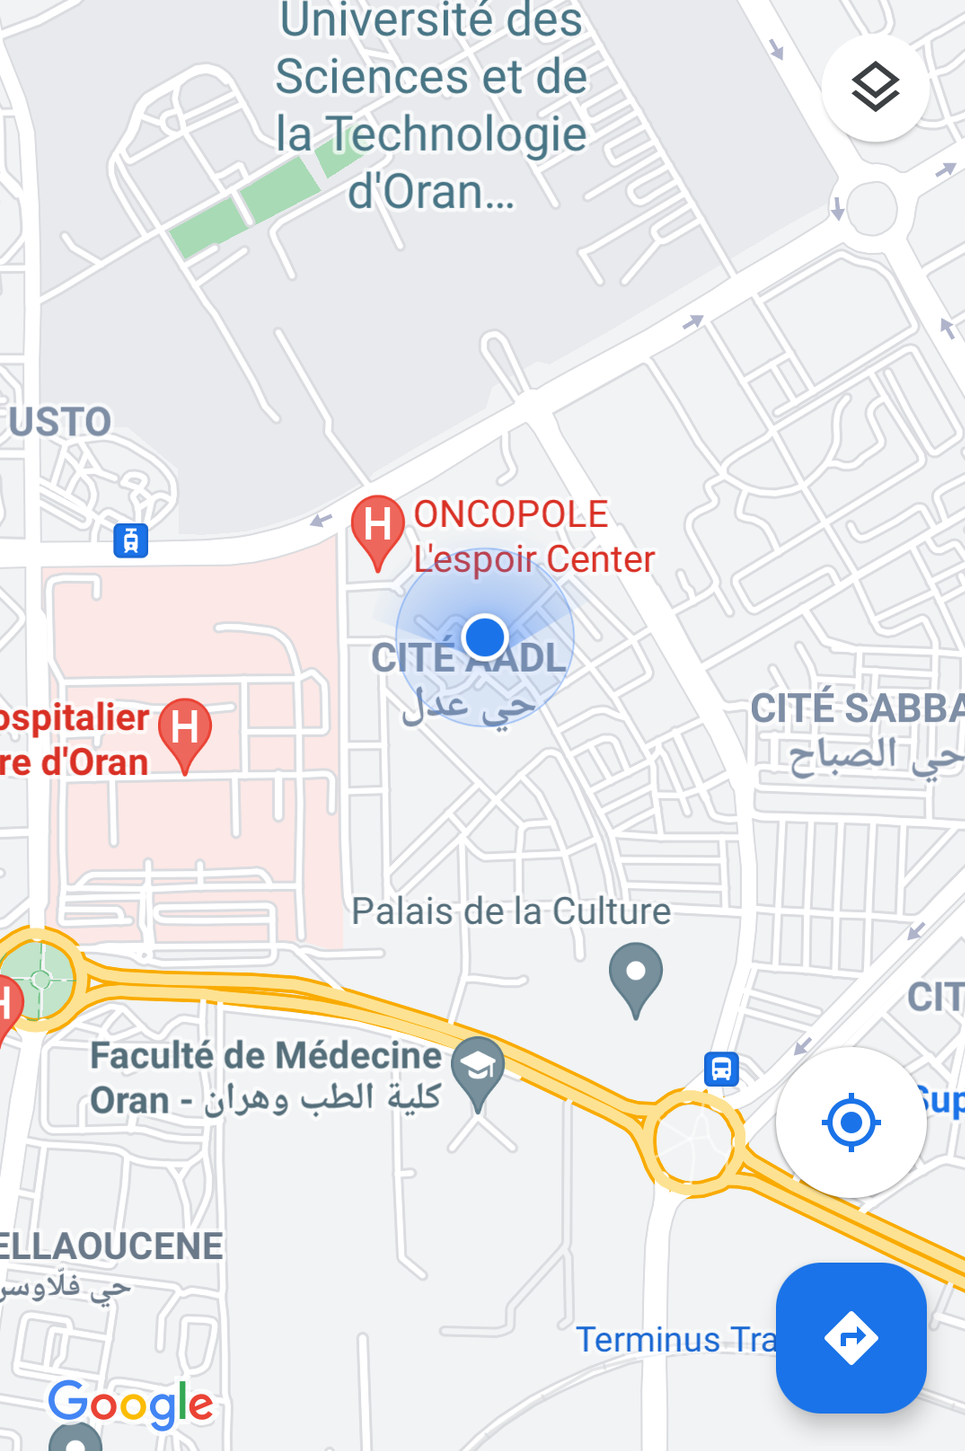 Université des
Sciences et de
la Technologie
d'Oran...
USTO
H
ONCOPOLE
L'espoir Center
CITÉ AADL
حي عدل
H
ospitalier
re d'Oran
CITÉ SABBA
حي الصباح
Palais de la Culture
H
CIT
Faculté de Médecine
Oran - كلية الطب وهران
Sup
ELLAOUCENE
حي فلّاوسن
Terminus Tra
Google